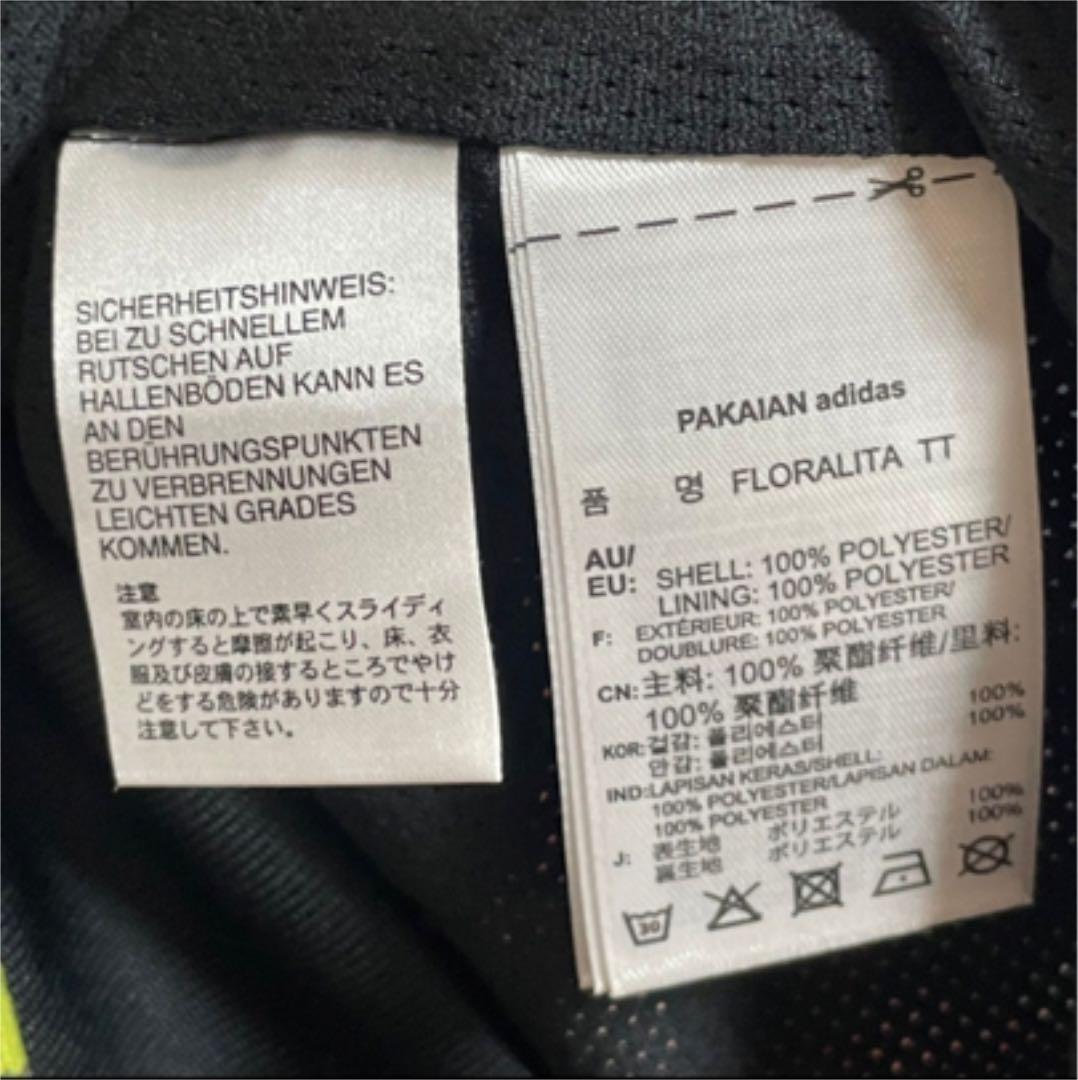 SICHERHEITSHINWEIS:
BEI ZU SCHNELLEM
RUTSCHEN AUF
HALLENBÖDEN KANN ES
AN DEN
BERÜHRUNGSPUNKTEN
ZU VERBRENNUNGEN
LEICHTEN GRADES
KOMMEN.
注意
室内の床の上で素早くスライディ
ングすると摩擦が起こり、床、衣
服及び皮膚の接するところでやけ
どをする危険がありますので十分
注意して下さい。
PAKAIAN adidas
품 명 FLORALITA TT
AU/
EU: SHELL: 100% POLYESTER/
LINING: 100% POLYESTER
F: EXTÉRIEUR: 100% POLYESTER/
DOUBLURE: 100% POLYESTER
CN: 主料: 100% 聚酯纤维/里料:
100% 聚酯纤维
KOR: 겉감: 폴리에스터 100%
안감: 폴리에스터 100%
IND: LAPISAN KERAS/SHELL:
100% POLYESTER/LAPISAN DALAM:
100% POLYESTER
J: 表生地 ポリエステル 100%
裏生地 ポリエステル 100%
30